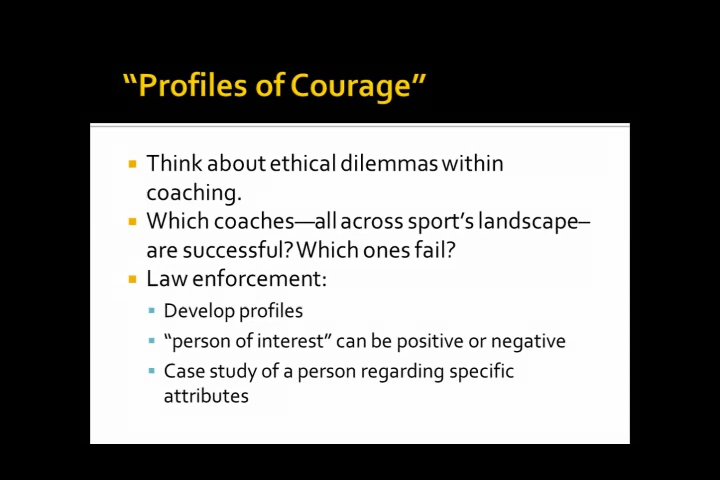 “Profiles of Courage”
Think about ethical dilemmas within
coaching.
Which coaches—all across sport’s landscape–
are successful? Which ones fail?
Law enforcement:
Develop profiles
“person of interest” can be positive or negative
Case study of a person regarding specific
attributes